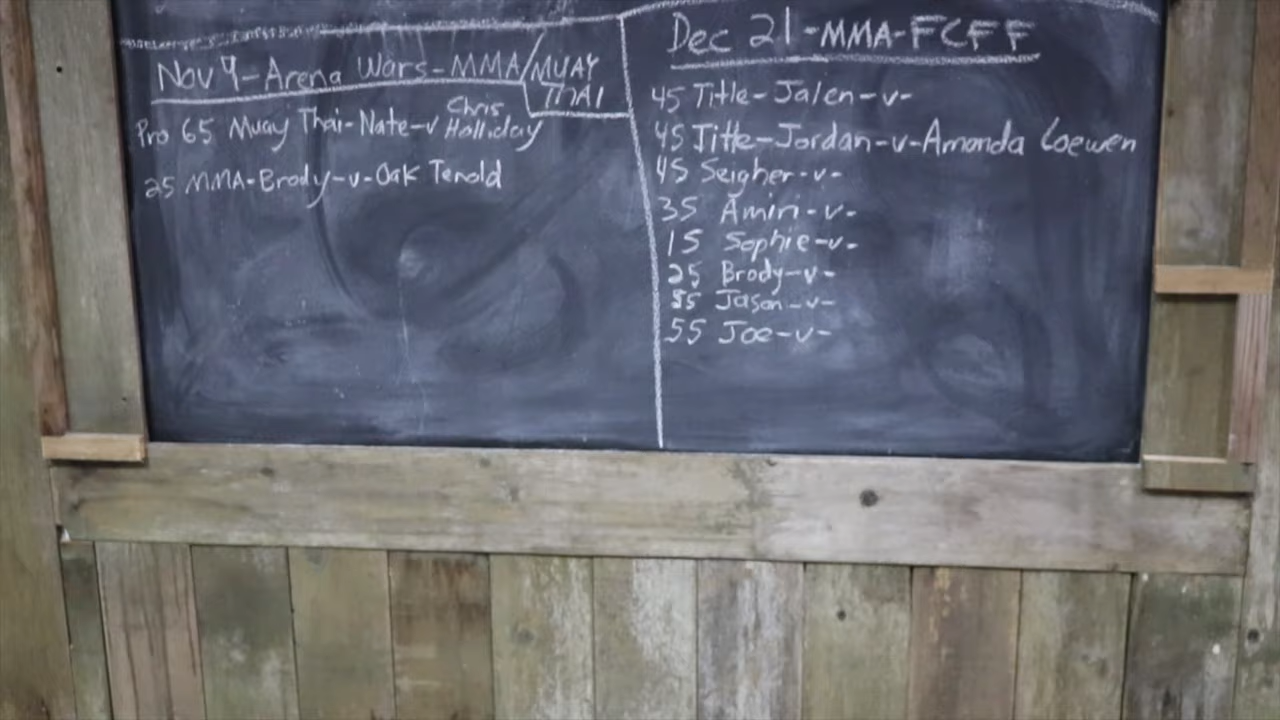 Nov 9-Arena Wars-MMA/MUAY
THAI
Pro 65 Muay Thai-Nate-v Chris
Halliday
25 MMA-Brody-v-Oak Tenold
Dec 21-MMA-FCFF
45 Title-Jalen-v-
45 Title-Jordan-v-Amanda Loewen
45 Seigher-v-
35 Amiri-v-
15 Sophie-v-
25 Brody-v-
55 Jason-v-
55 Joe-v-